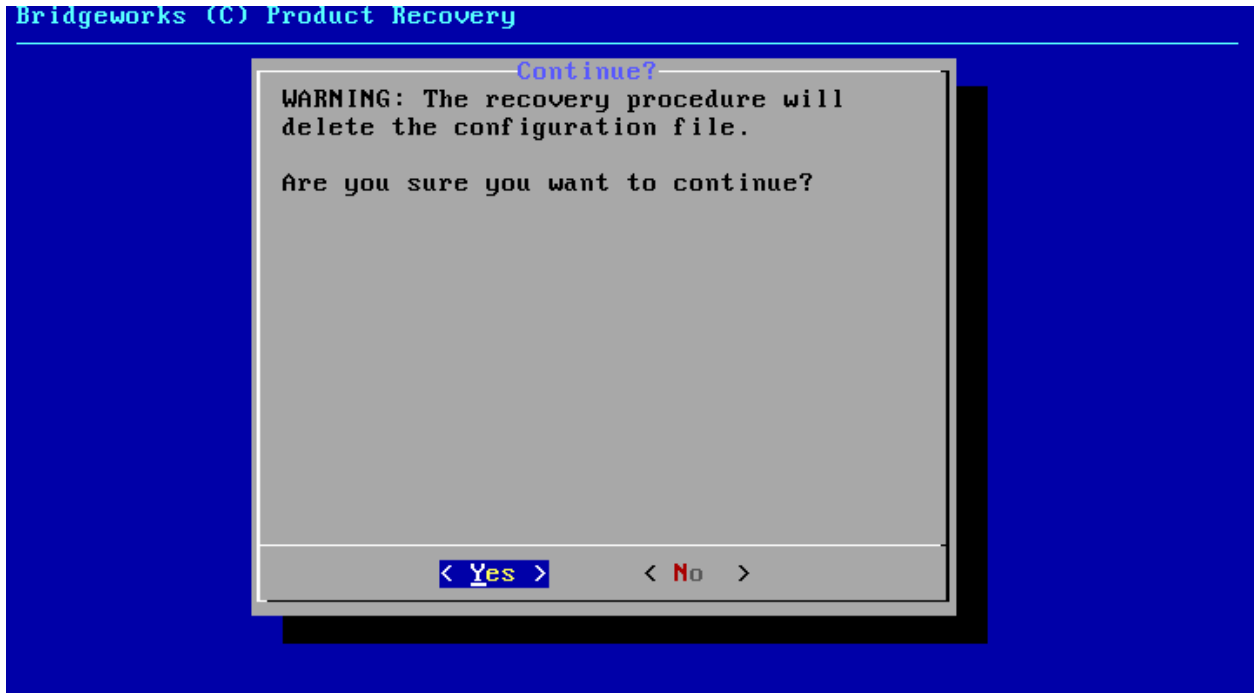 Bridgeworks (C) Product Recovery
Continue?
WARNING: The recovery procedure will
delete the configuration file.
Are you sure you want to continue?
< Yes > < No >